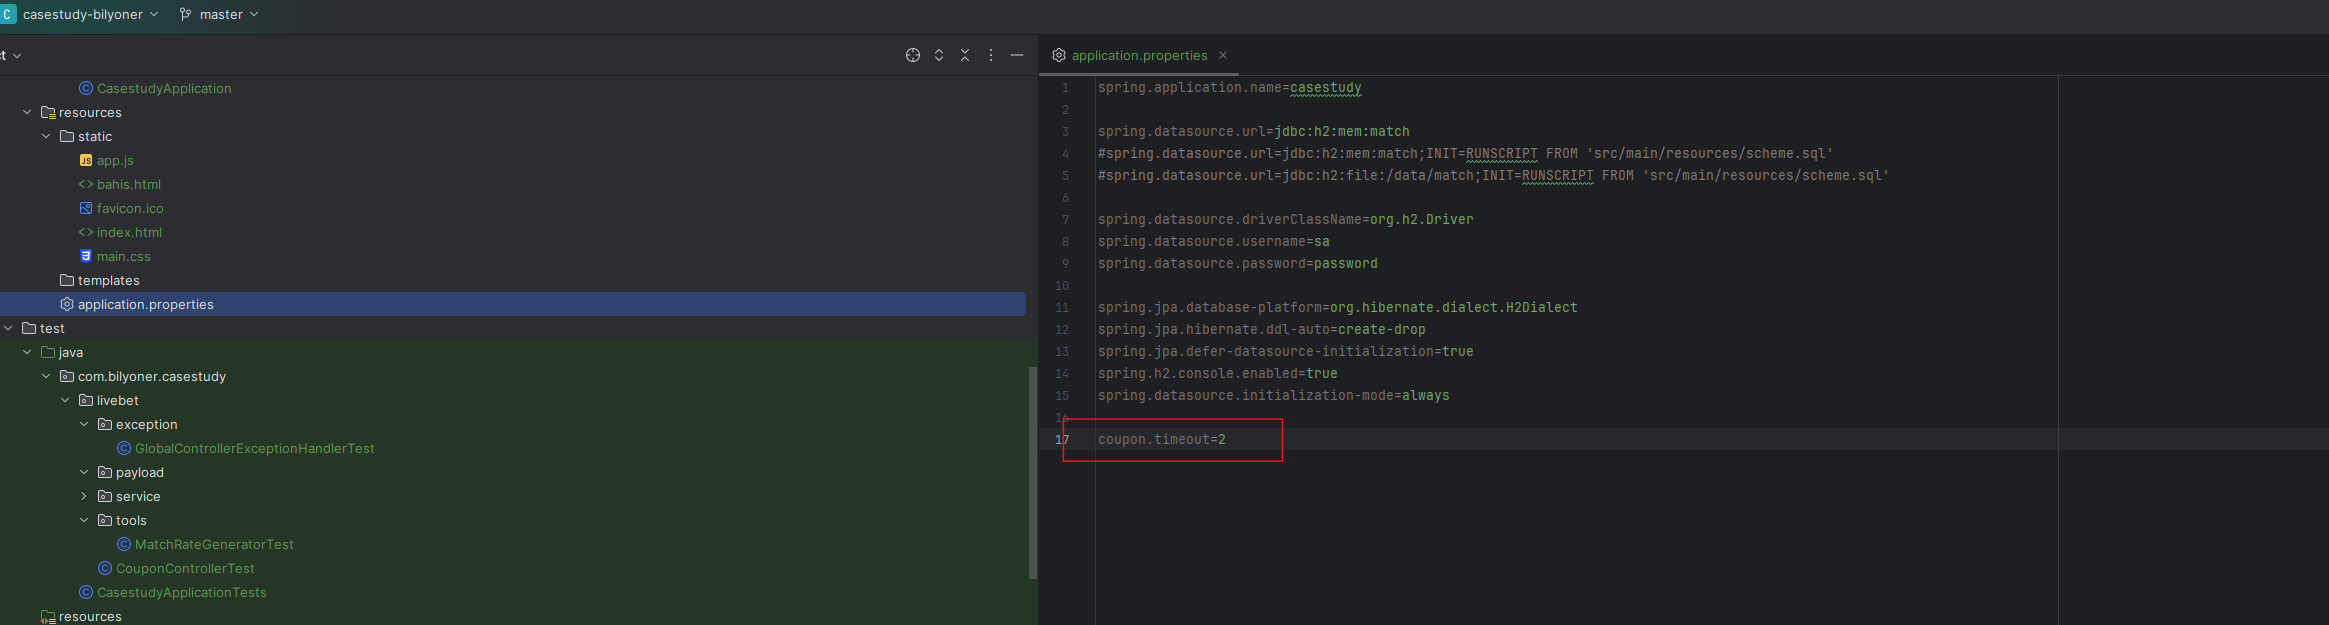 C casestudy-bilyoner master
ct
CasestudyApplication
resources
static
JS app.js
bahis.html
favicon.ico
index.html
main.css
templates
application.properties
test
java
com.bilyoner.casestudy
livebet
exception
GlobalControllerExceptionHandlerTest
payload
service
tools
MatchRateGeneratorTest
CouponControllerTest
CasestudyApplicationTests
resources
application.properties
1 spring.application.name=casestudy
2
3 spring.datasource.url=jdbc:h2:mem:match
4 #spring.datasource.url=jdbc:h2:mem:match;INIT=RUNSCRIPT FROM 'src/main/resources/scheme.sql'
5 #spring.datasource.url=jdbc:h2:file:/data/match;INIT=RUNSCRIPT FROM 'src/main/resources/scheme.sql'
6
7 spring.datasource.driverClassName=org.h2.Driver
8 spring.datasource.username=sa
9 spring.datasource.password=password
10
11 spring.jpa.database-platform=org.hibernate.dialect.H2Dialect
12 spring.jpa.hibernate.ddl-auto=create-drop
13 spring.jpa.defer-datasource-initialization=true
14 spring.h2.console.enabled=true
15 spring.datasource.initialization-mode=always
16
17 coupon.timeout=2